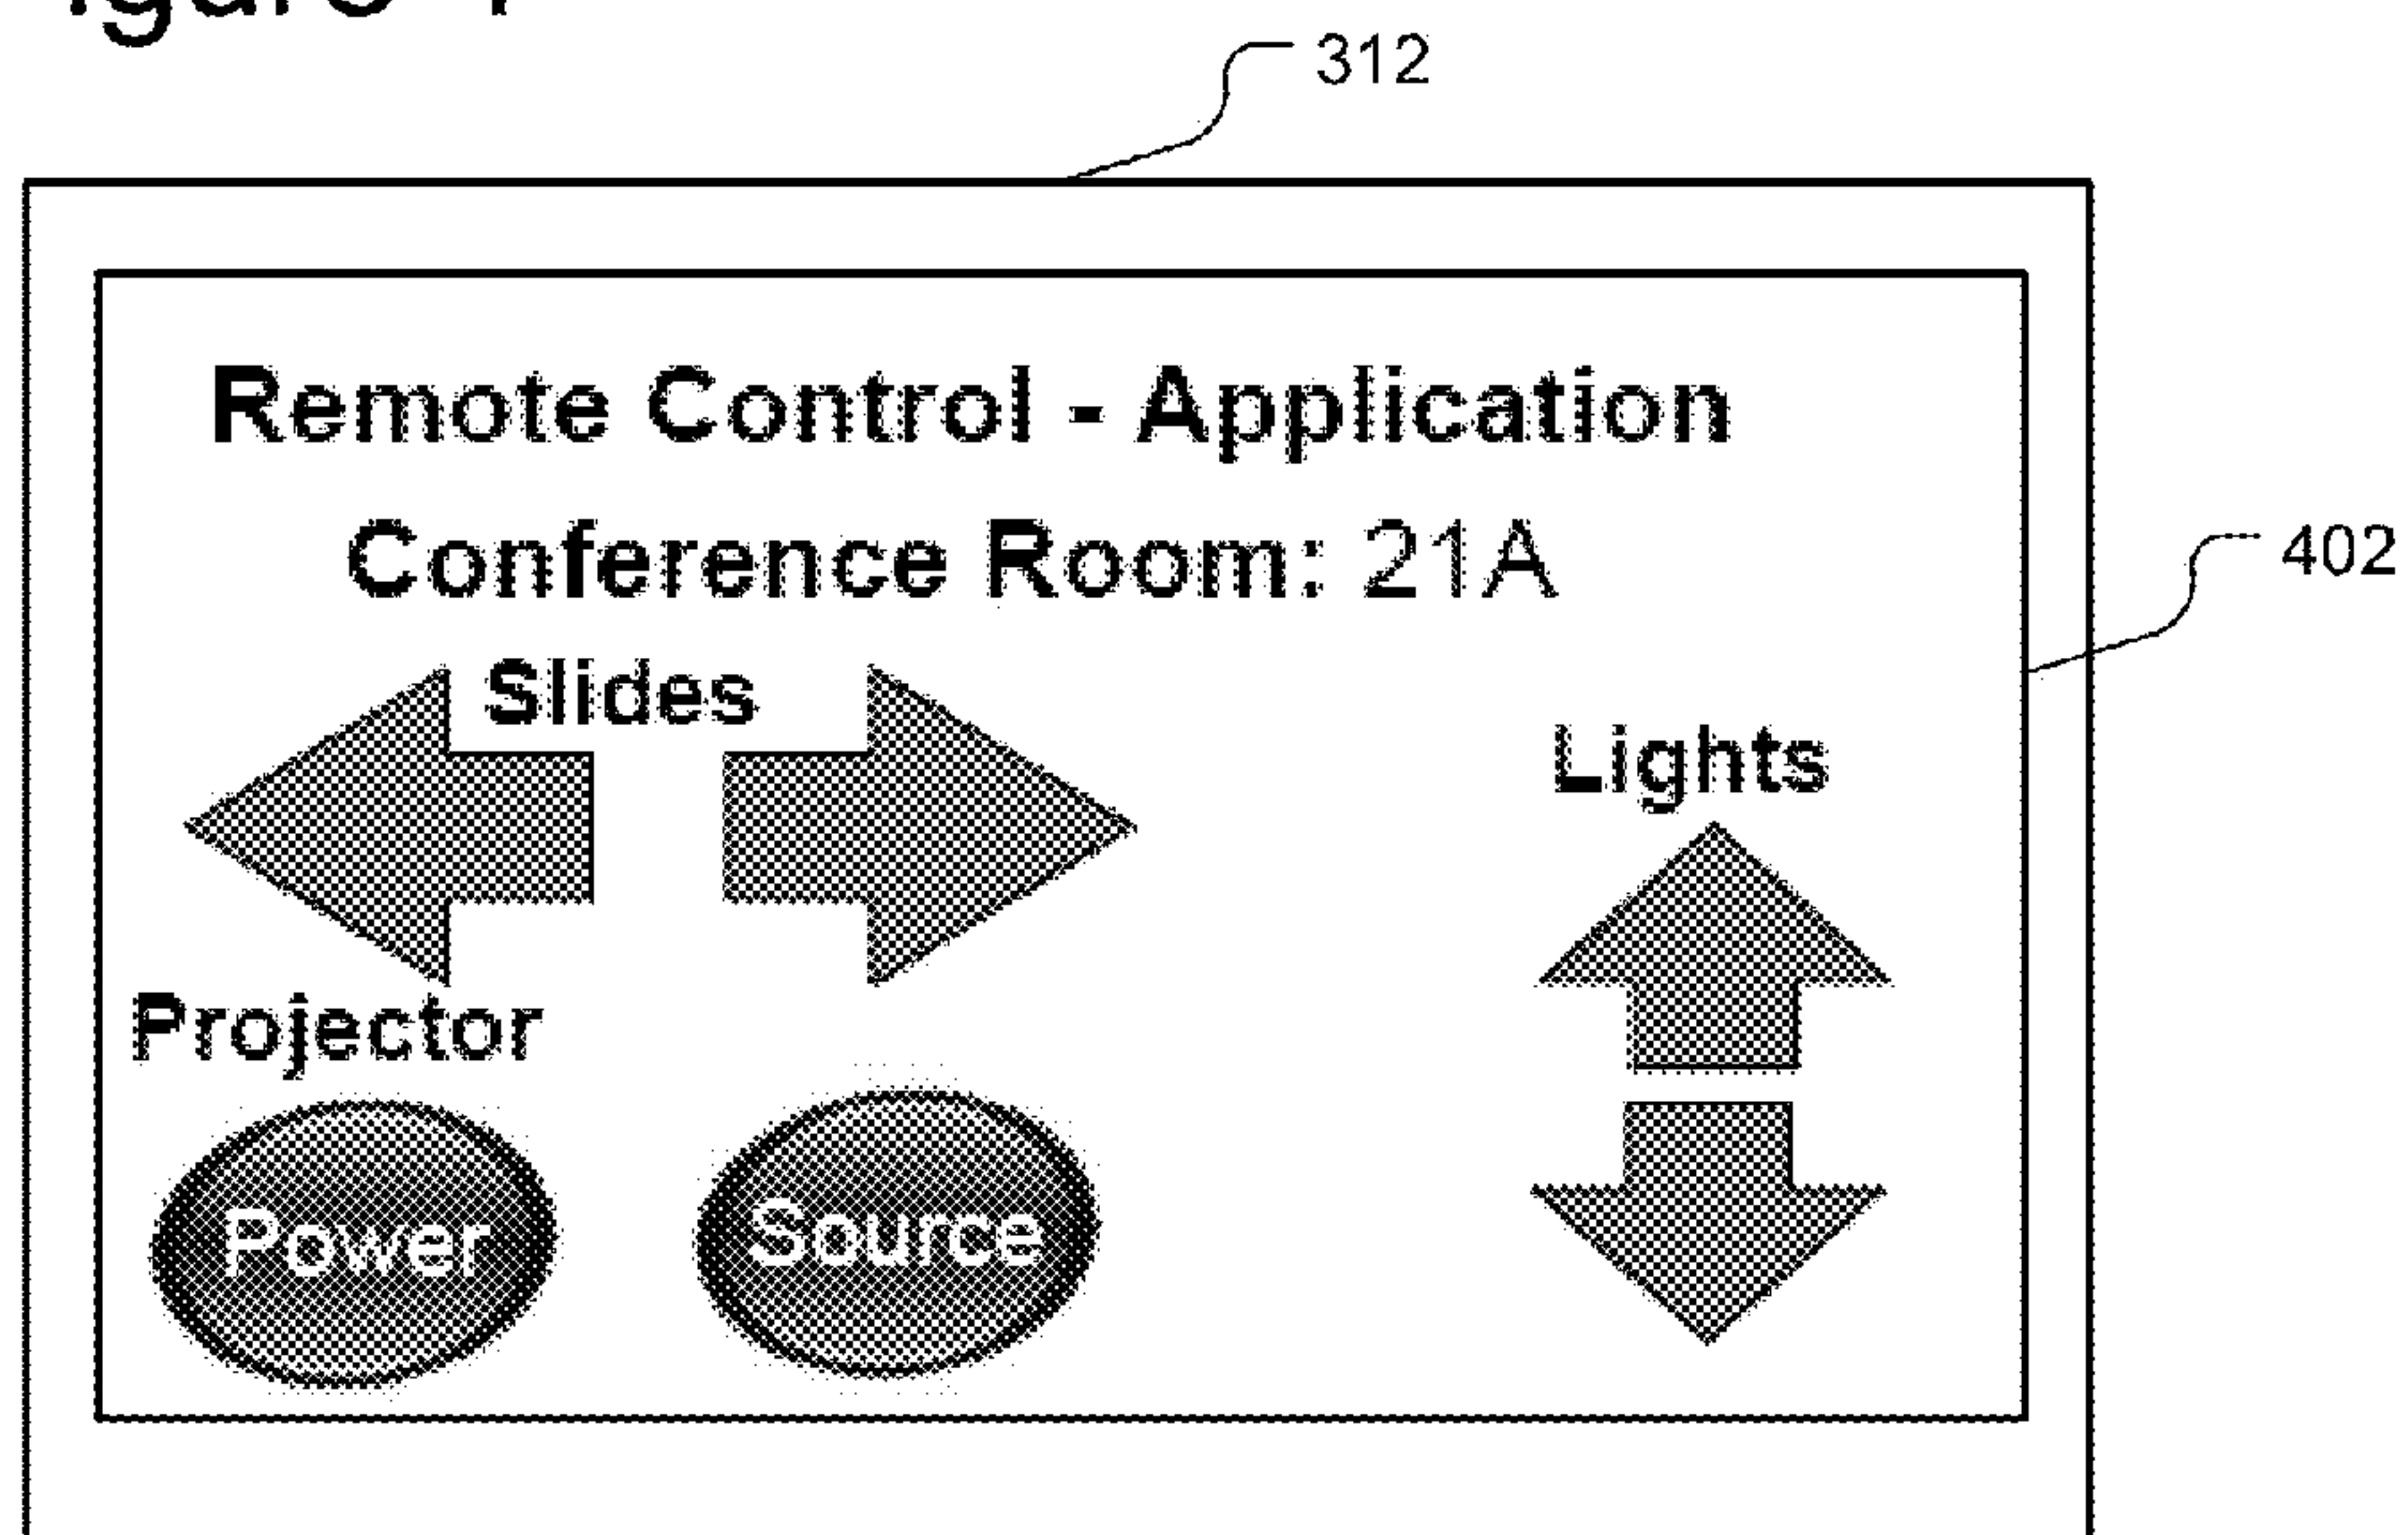 312
Remote Control - Application
Conference Room: 21A
402
Slides
Lights
Projector
Power
Source